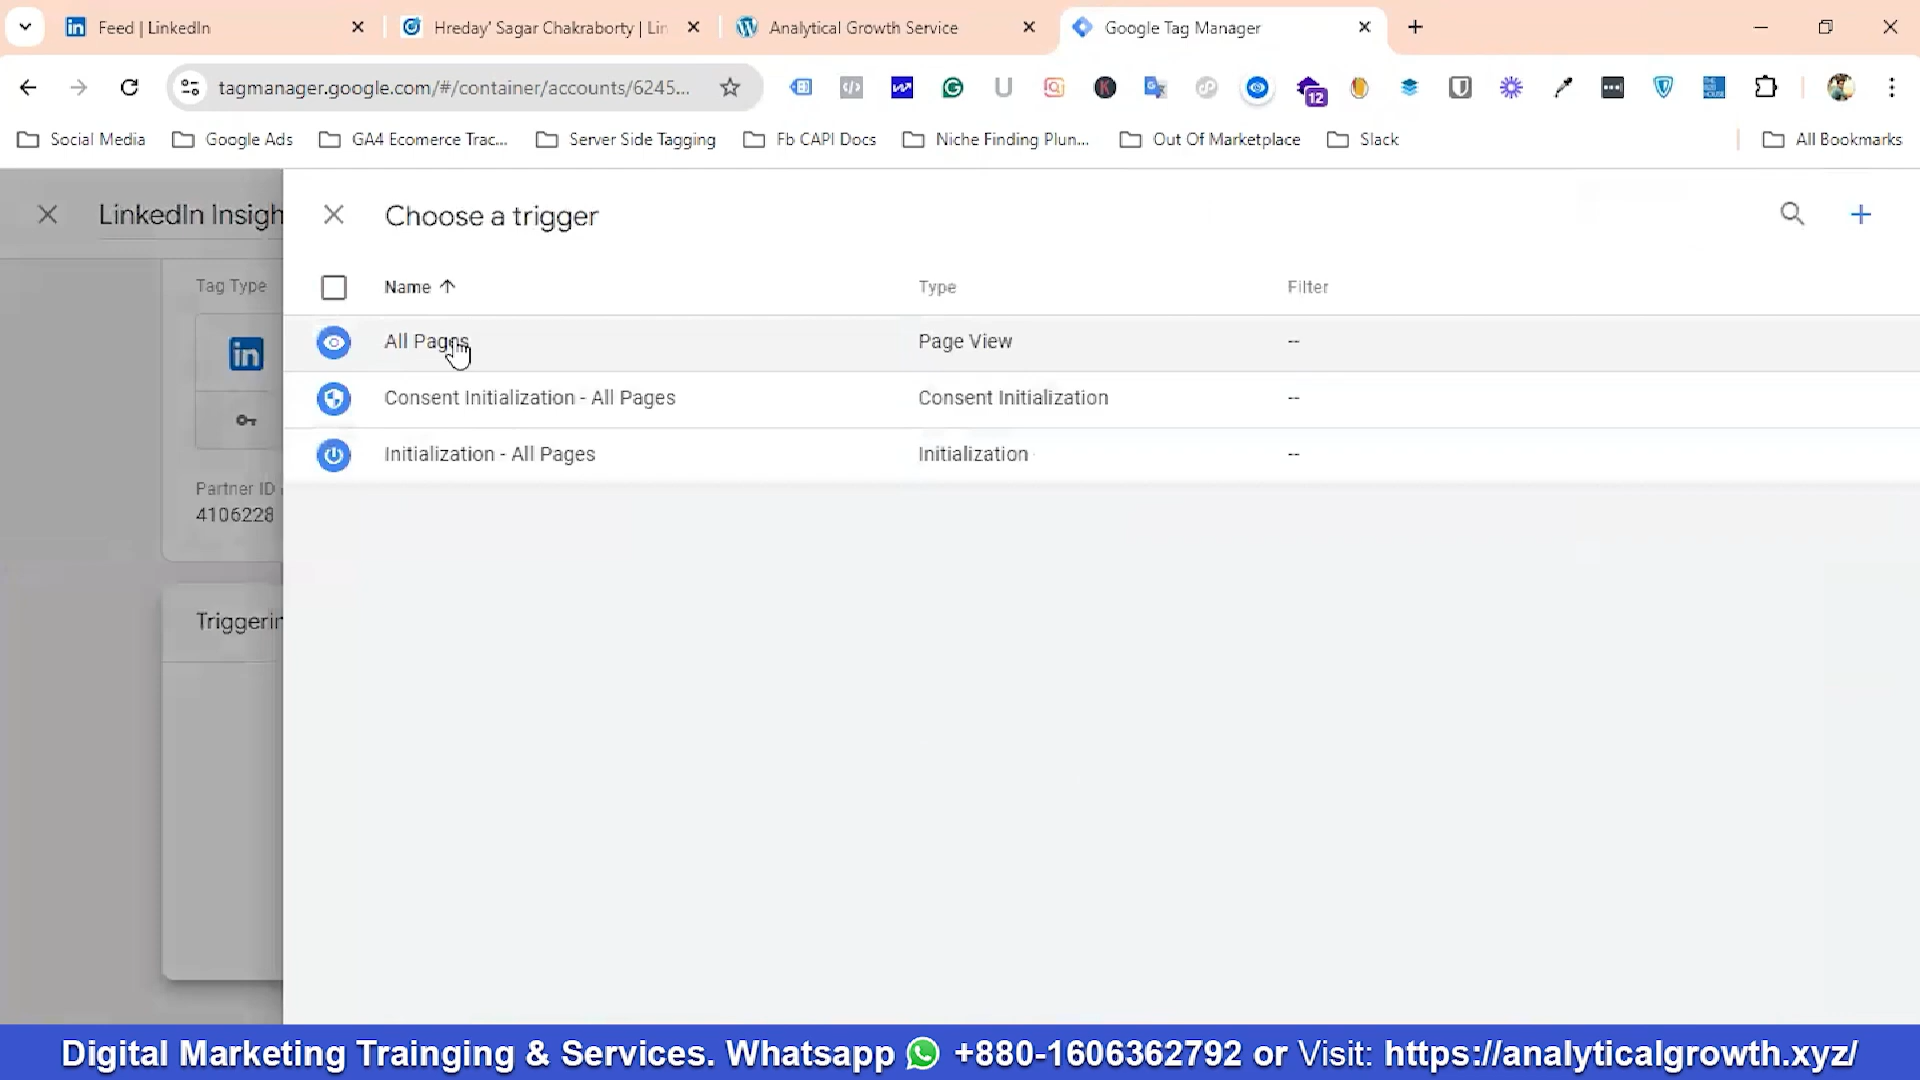 Feed | LinkedIn
Hreday' Sagar Chakraborty | Lin
Analytical Growth Service
Google Tag Manager
tagmanager.google.com/#/container/accounts/6245...
12
Social Media
Google Ads
GA4 Ecomerce Trac...
Server Side Tagging
Fb CAPI Docs
Niche Finding Plun...
Out Of Marketplace
Slack
All Bookmarks
LinkedIn Insigh
Choose a trigger
Tag Type
Name
Type
Filter
All Pages
Page View
--
Consent Initialization - All Pages
Consent Initialization
--
Initialization - All Pages
Initialization
--
Partner ID
4106228
Triggerin
Digital Marketing Trainging & Services. Whatsapp +880-1606362792 or Visit: https://analyticalgrowth.xyz/